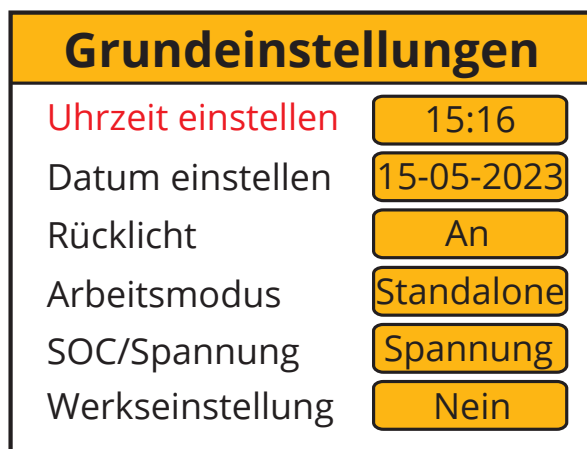 Grundeinstellungen
Uhrzeit einstellen 15:16
Datum einstellen 15-05-2023
Rücklicht An
Arbeitsmodus Standalone
SOC/Spannung Spannung
Werkseinstellung Nein